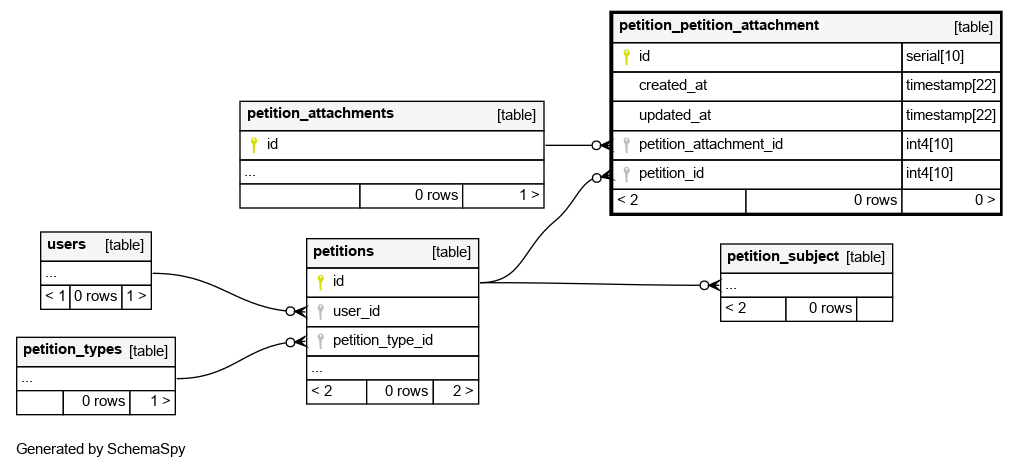 petition_petition_attachment [table]
id serial[10]
created_at timestamp[22]
updated_at timestamp[22]
petition_attachment_id int4[10]
petition_id int4[10]
< 2 0 rows 0 >
petition_attachments [table]
id
...
0 rows 1 >
users [table]
...
< 1 0 rows 1 >
petitions [table]
id
user_id
petition_type_id
...
< 2 0 rows 2 >
petition_subject [table]
...
< 2 0 rows
petition_types [table]
...
0 rows 1 >
Generated by SchemaSpy